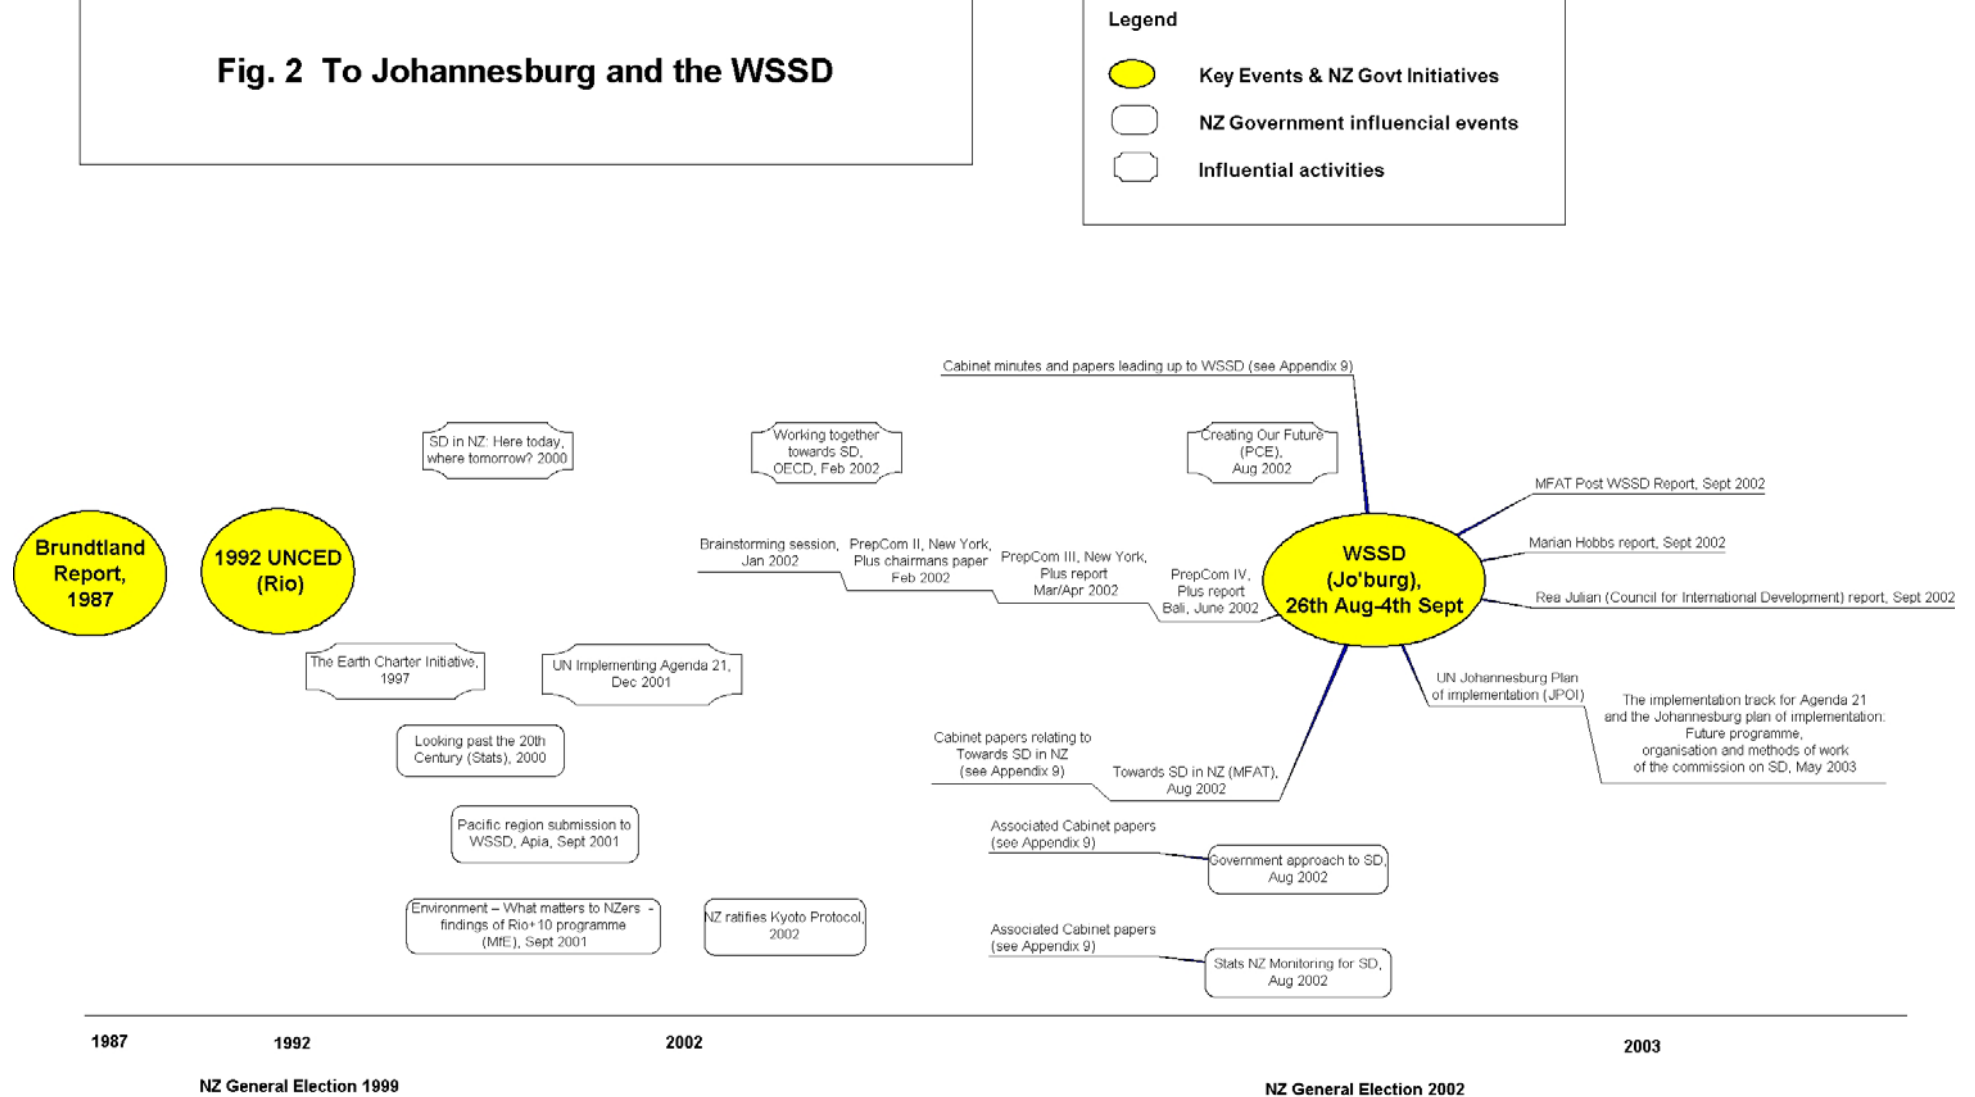 Fig. 2 To Johannesburg and the WSSD
Legend
Key Events & NZ Govt Initiatives
NZ Government influencial events
Influential activities
Cabinet minutes and papers leading up to WSSD (see Appendix 9)
SD in NZ: Here today,
where tomorrow? 2000
Working together
towards SD,
OECD, Feb 2002
Creating Our Future
(PCE),
Aug 2002
MFAT Post WSSD Report, Sept 2002
Marian Hobbs report, Sept 2002
Rea Julian (Council for International Development) report, Sept 2002
Brundtland
Report,
1987
1992 UNCED
(Rio)
Brainstorming session,
Jan 2002
PrepCom II, New York,
Plus chairmans paper
Feb 2002
PrepCom III, New York,
Plus report
Mar/Apr 2002
PrepCom IV,
Plus report
Bali, June 2002
WSSD
(Jo'burg),
26th Aug-4th Sept
The Earth Charter Initiative,
1997
UN Implementing Agenda 21,
Dec 2001
UN Johannesburg Plan
of implementation (JPOI)
The implementation track for Agenda 21
and the Johannesburg plan of implementation:
Future programme,
organisation and methods of work
of the commission on SD, May 2003
Looking past the 20th
Century (Stats), 2000
Cabinet papers relating to
Towards SD in NZ
(see Appendix 9)
Towards SD in NZ (MFAT),
Aug 2002
Pacific region submission to
WSSD, Apia, Sept 2001
Associated Cabinet papers
(see Appendix 9)
Government approach to SD,
Aug 2002
Environment – What matters to NZers -
findings of Rio+10 programme
(MfE), Sept 2001
NZ ratifies Kyoto Protocol,
2002
Associated Cabinet papers
(see Appendix 9)
Stats NZ Monitoring for SD,
Aug 2002
1987
1992
2002
2003
NZ General Election 1999
NZ General Election 2002